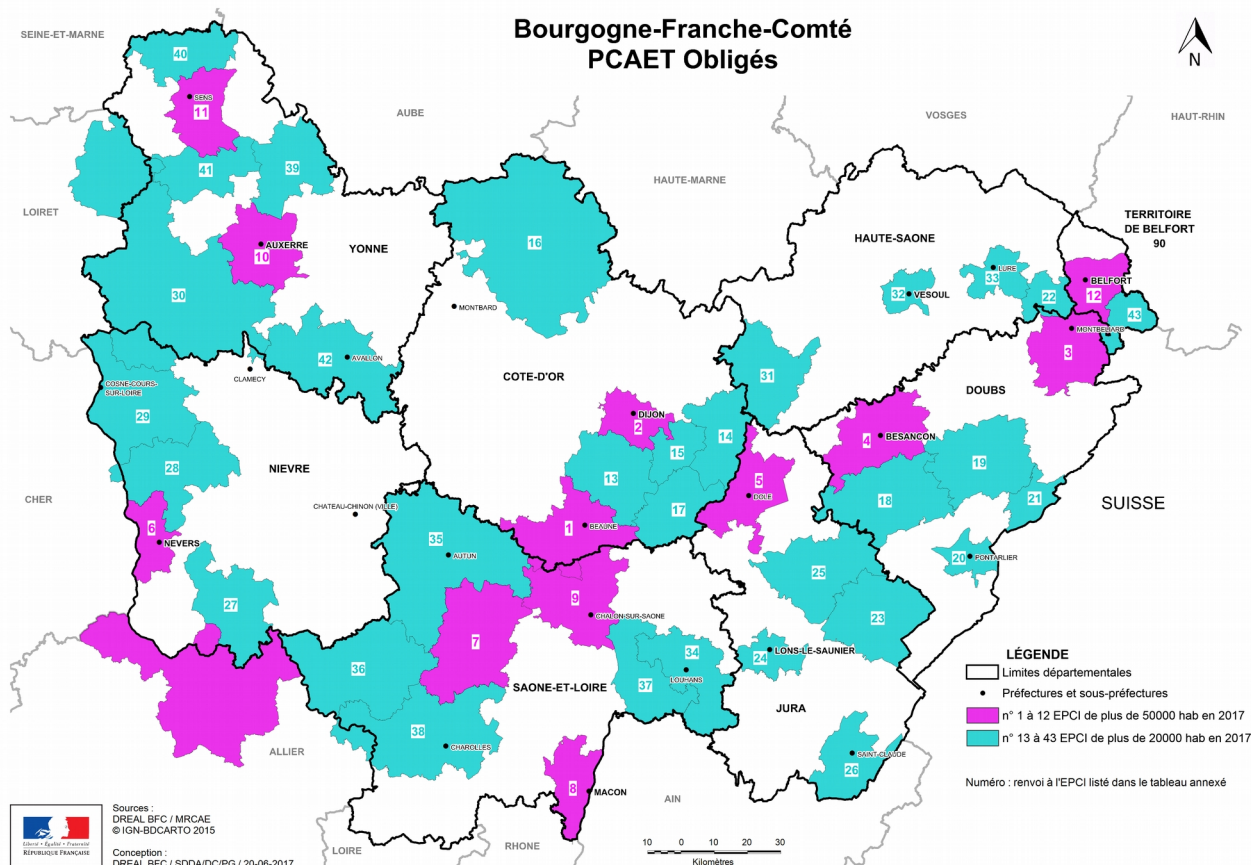 Bourgogne-Franche-Comté
PCAET Obligés
N
SEINE-ET-MARNE
40
SENS
11
AUBE
VOSGES
HAUT-RHIN
41
39
HAUTE-MARNE
LOIRET
TERRITOIRE
DE BELFORT
90
AUXERRE
10
YONNE
16
HAUTE-SAONE
LURE
33
BELFORT
12
32
VESOUL
22
30
MONTBARD
43
MONTBELIARD
3
42
AVALLON
CLAMECY
COTE-D'OR
31
DOUBS
COSNE-COURS-
SUR-LOIRE
29
DIJON
2
14
4
BESANCON
28
NIEVRE
15
19
CHER
13
5
DOLE
18
21
SUISSE
CHATEAU-CHINON (VILLE)
17
6
NEVERS
1
BEAUNE
35
AUTUN
20
PONTARLIER
25
27
9
CHALON-SUR-SAONE
23
7
34
24
LONS-LE-SAUNIER
36
LOUHANS
37
SAONE-ET-LOIRE
JURA
38
CHAROLLES
ALLIER
SAINT-CLAUDE
26
8
MACON
AIN
LOIRE
RHONE
LÉGENDE
Limites départementales
Préfectures et sous-préfectures
n° 1 à 12 EPCI de plus de 50000 hab en 2017
n° 13 à 43 EPCI de plus de 20000 hab en 2017
Numéro : renvoi à l'EPCI listé dans le tableau annexé
Liberté • Égalité • Fraternité
RÉPUBLIQUE FRANÇAISE
Sources :
DREAL BFC / MRCAE
© IGN-BDCARTO 2015
Conception :
DREAL BFC / SDDA/DC/PG / 20-06-2017
10 0 10 20 30
Kilomètres